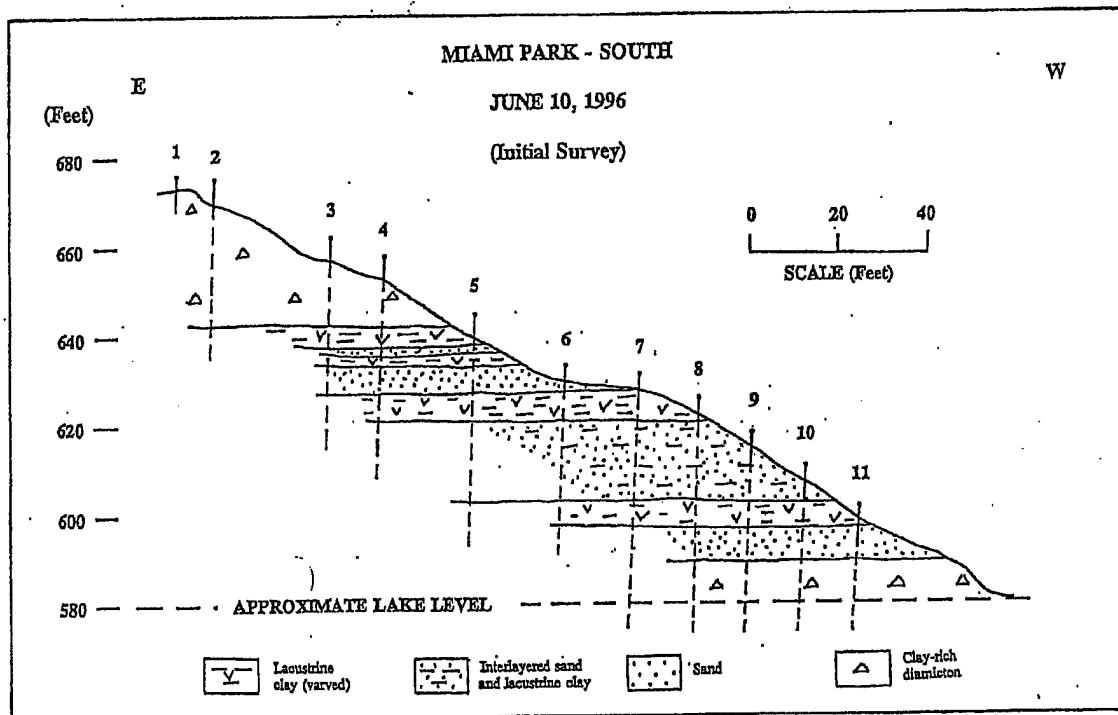 MIAMI PARK - SOUTH
E
W
JUNE 10, 1996
(Feet)
(Initial Survey)
680
1
2
3
4
0
20
40
660
SCALE (Feet)
5
640
6
7
8
9
620
10
11
600
580
APPROXIMATE LAKE LEVEL
Lacustrine
clay (varved)
Interlayered sand
and lacustrine clay
Sand
Clay-rich
diamicton